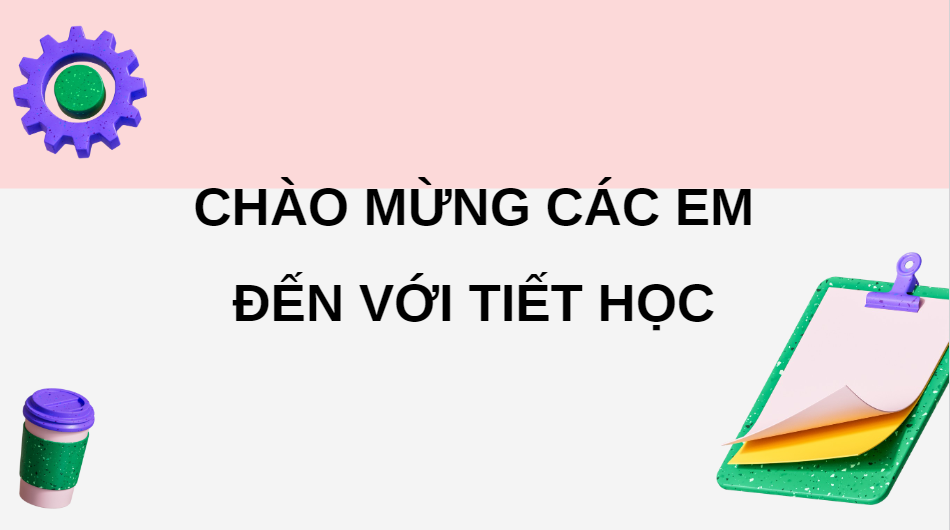 CHÀO MỪNG CÁC EM
ĐẾN VỚI TIẾT HỌC